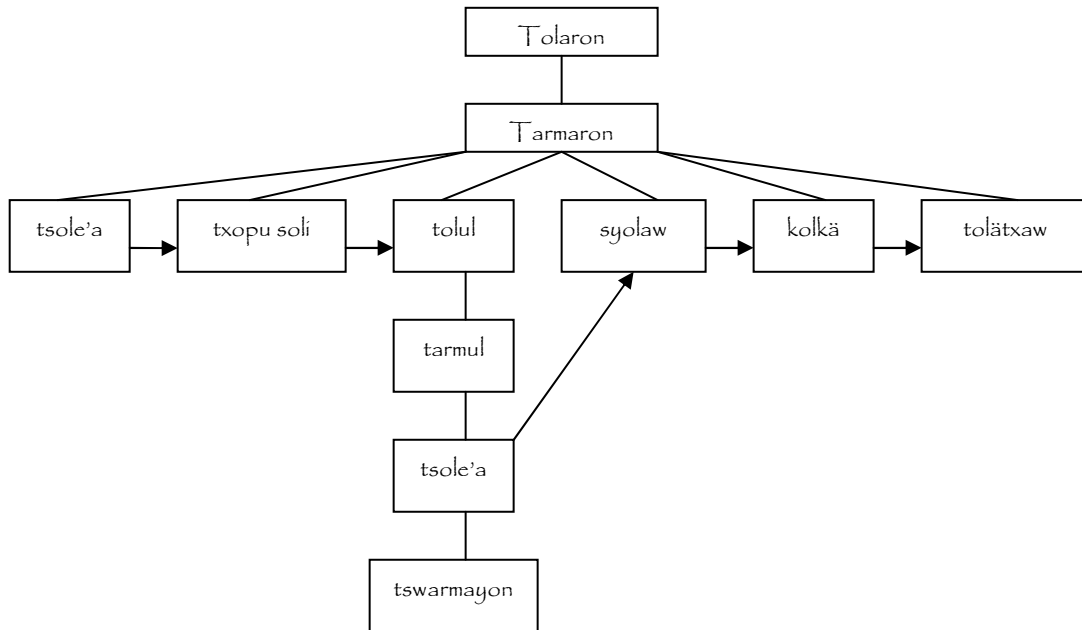 Tolaron
Tarmaron
tsole'a
txopu soli
tolul
syolaw
kolkä
tolätxaw
tarmul
tsole'a
tswarmayon